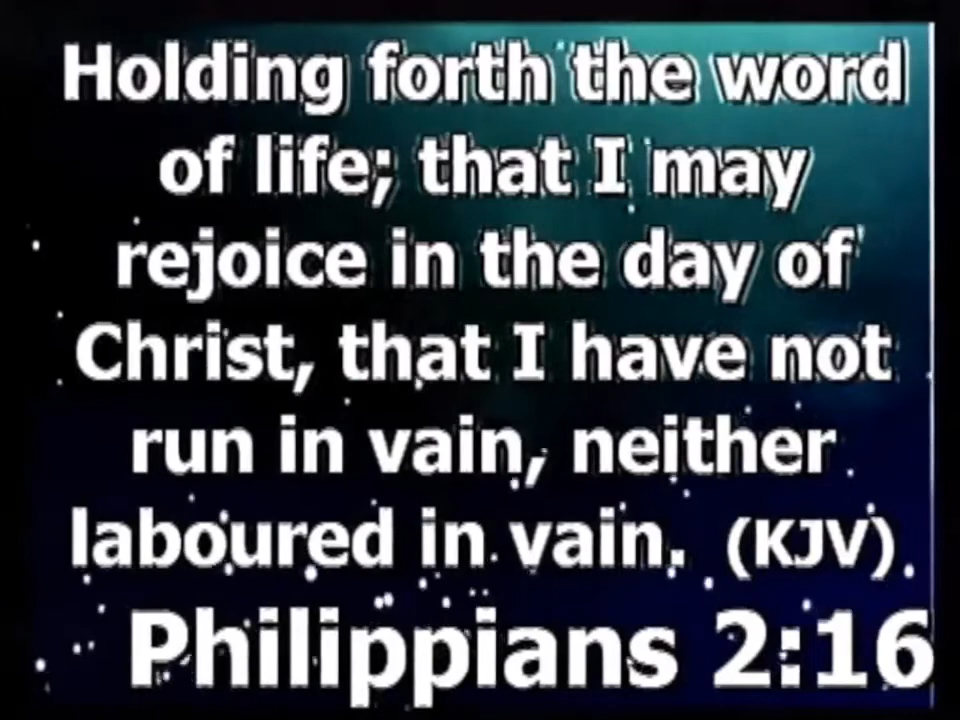 Holding forth the word
of life; that I may
rejoice in the day of
Christ, that I have not
run in vain, neither
laboured in vain. (KJV)
Philippians 2:16